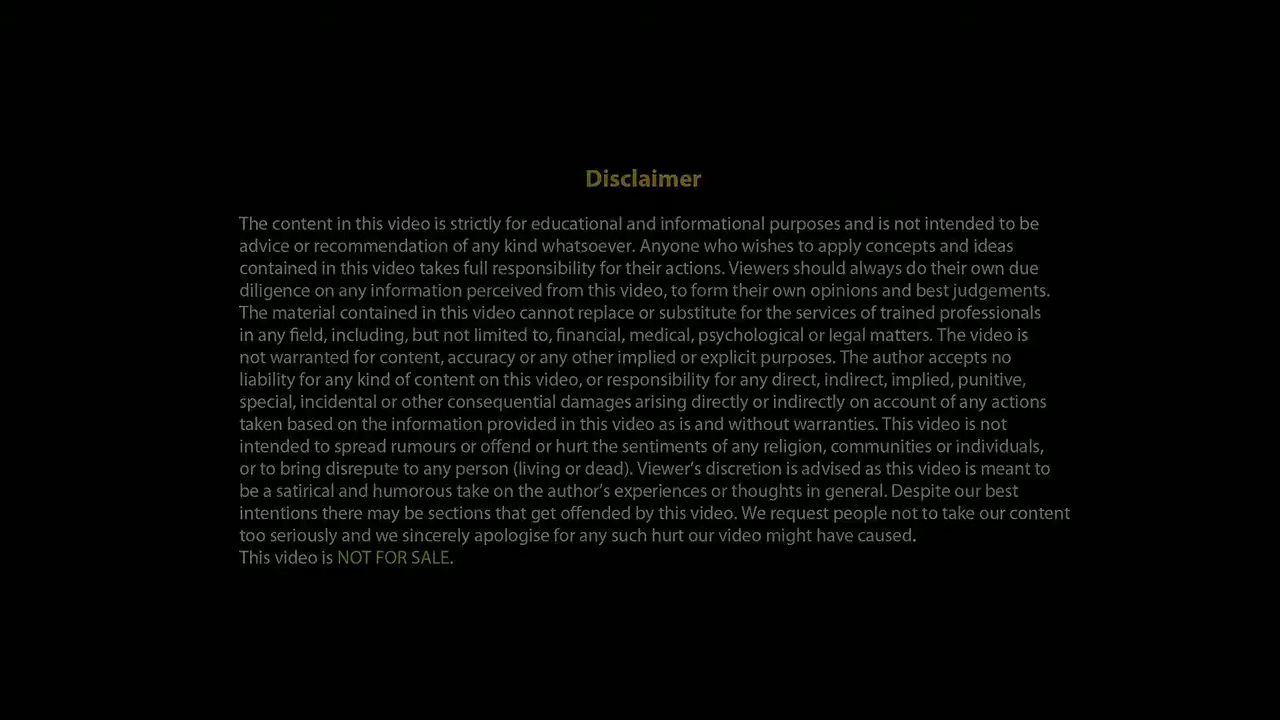 Disclaimer
The content in this video is strictly for educational and informational purposes and is not intended to be
advice or recommendation of any kind whatsoever. Anyone who wishes to apply concepts and ideas
contained in this video takes full responsibility for their actions. Viewers should always do their own due
diligence on any information perceived from this video, to form their own opinions and best judgements.
The material contained in this video cannot replace or substitute for the services of trained professionals
in any field, including, but not limited to, financial, medical, psychological or legal matters. The video is
not warranted for content, accuracy or any other implied or explicit purposes. The author accepts no
liability for any kind of content on this video, or responsibility for any direct, indirect, implied, punitive,
special, incidental or other consequential damages arising directly or indirectly on account of any actions
taken based on the information provided in this video as is and without warranties. This video is not
intended to spread rumours or offend or hurt the sentiments of any religion, communities or individuals,
or to bring disrepute to any person (living or dead). Viewer’s discretion is advised as this video is meant to
be a satirical and humorous take on the author’s experiences or thoughts in general. Despite our best
intentions there may be sections that get offended by this video. We request people not to take our content
too seriously and we sincerely apologise for any such hurt our video might have caused.
This video is NOT FOR SALE.